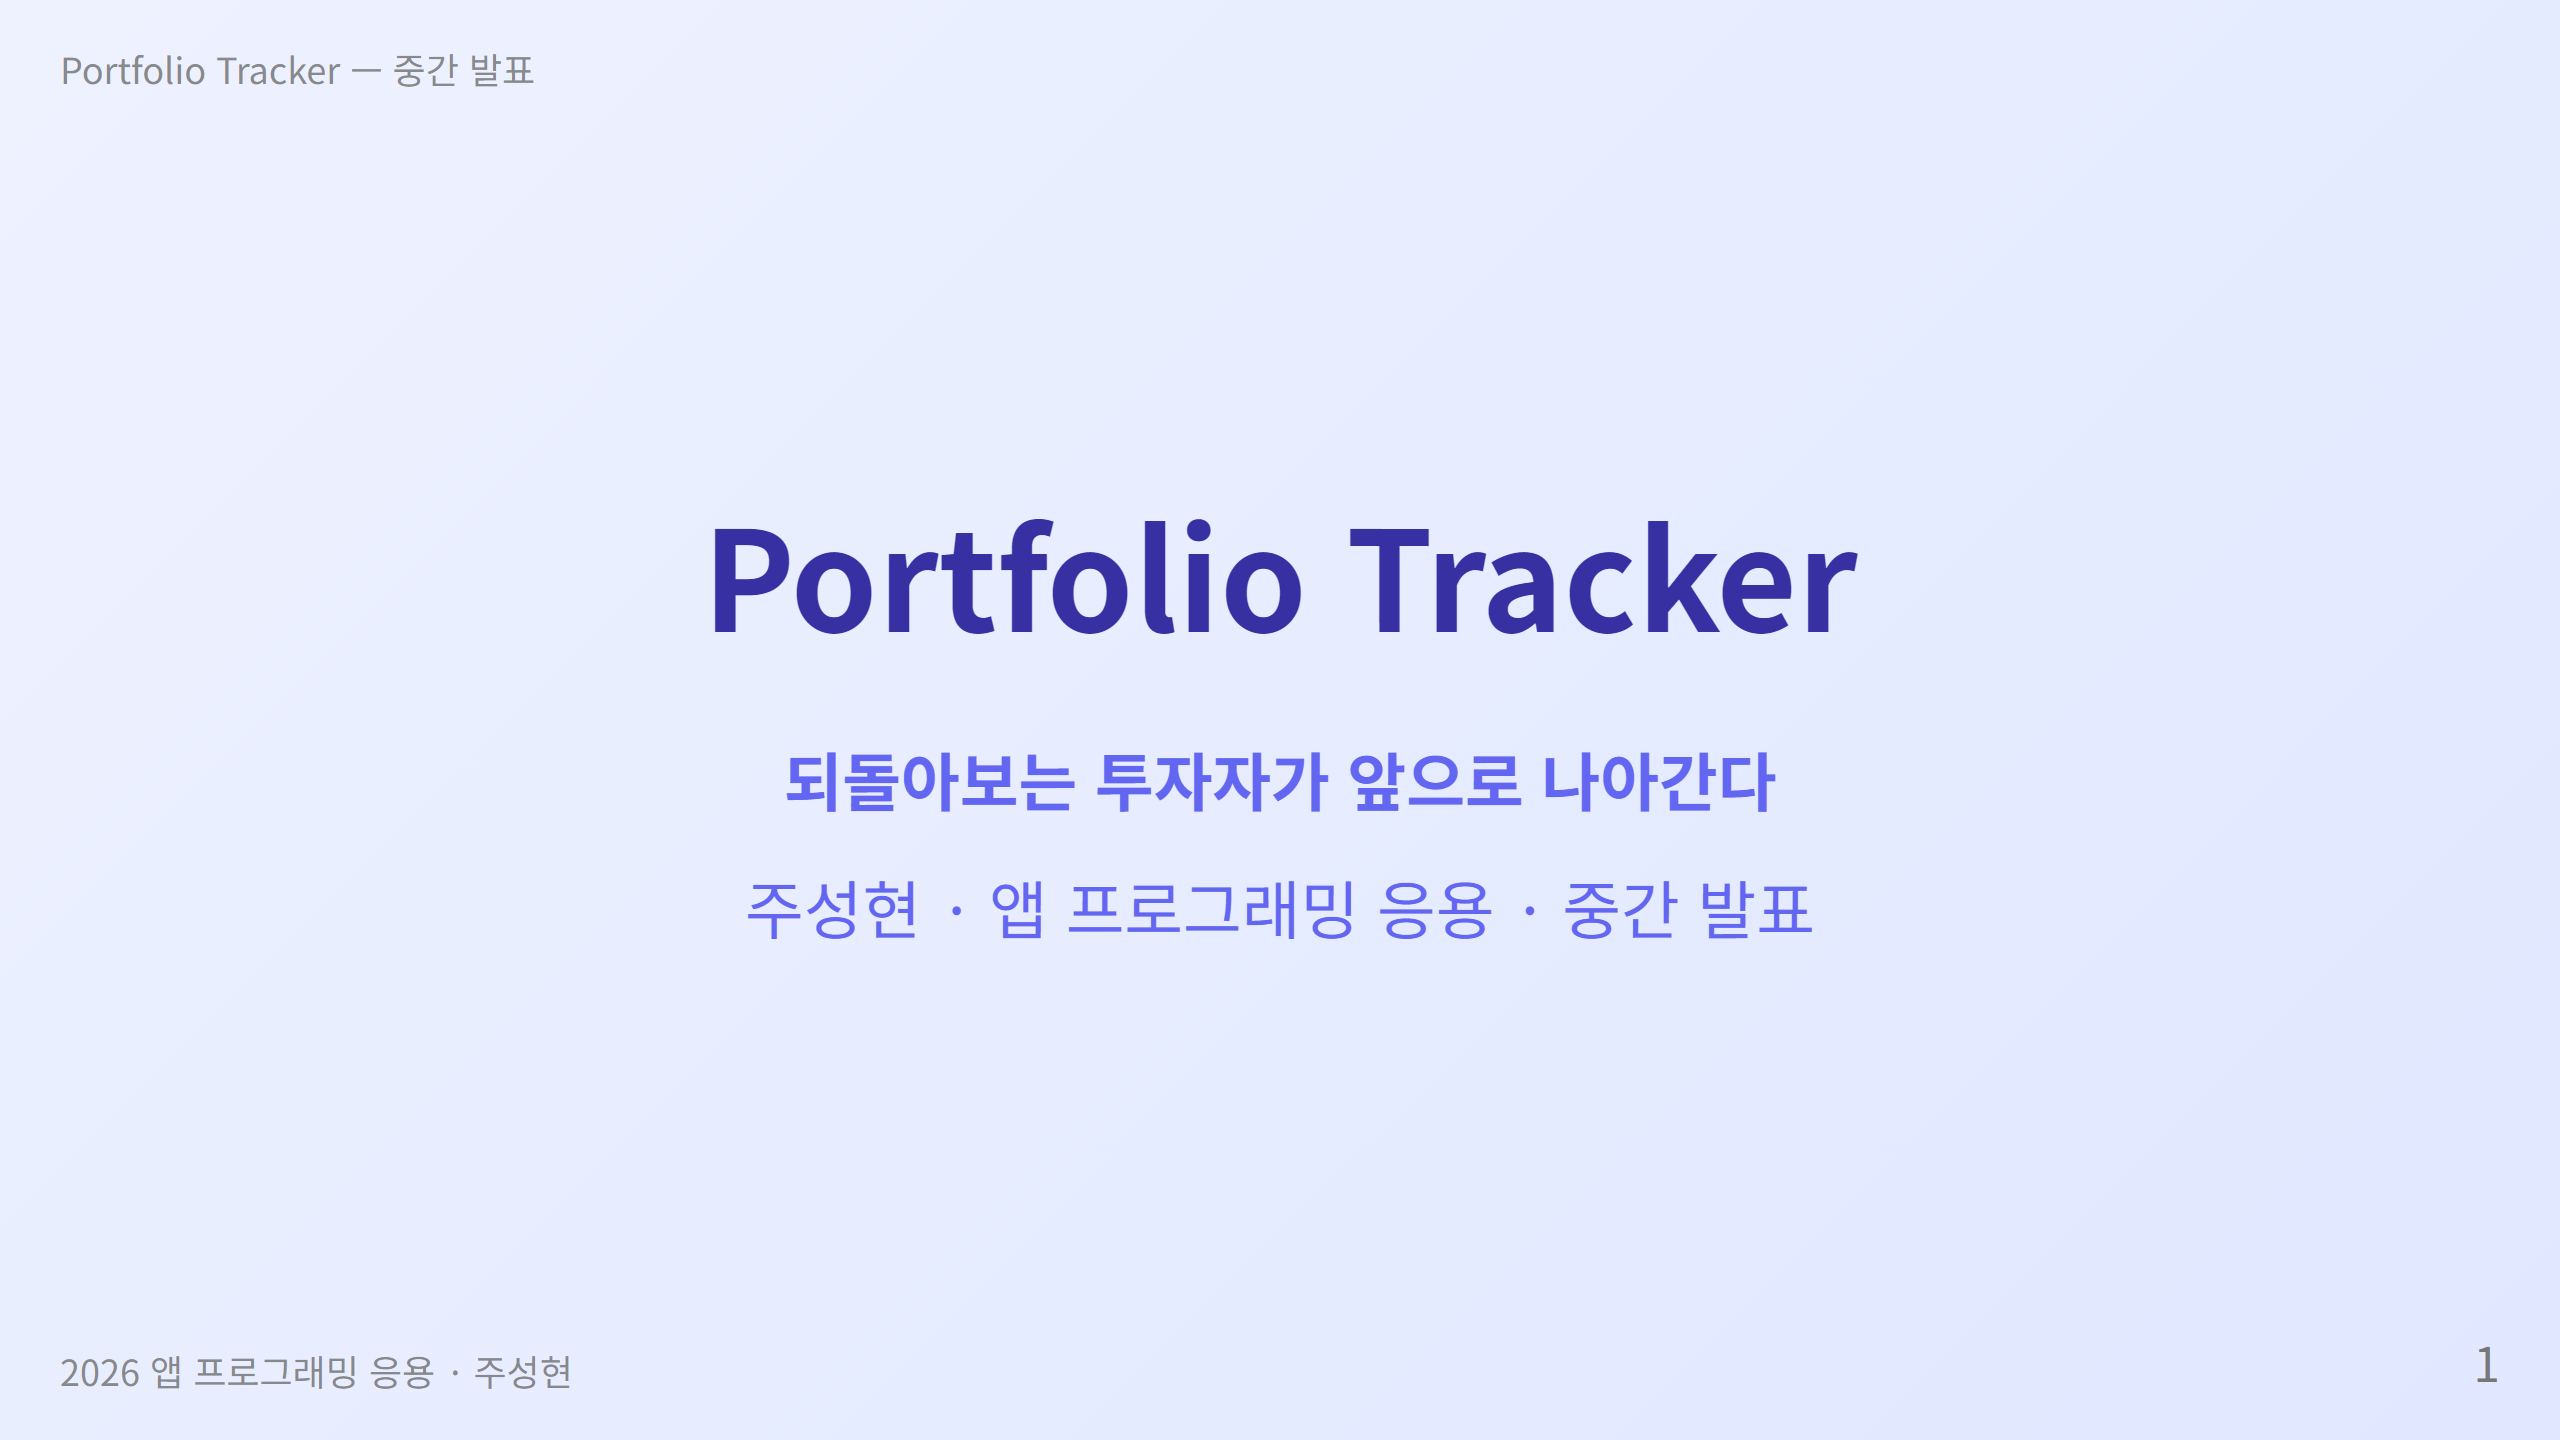 Portfolio Tracker — 중간 발표
Portfolio Tracker
되돌아보는 투자자가 앞으로 나아간다
주성현 · 앱 프로그래밍 응용 · 중간 발표
2026 앱 프로그래밍 응용 · 주성현
1